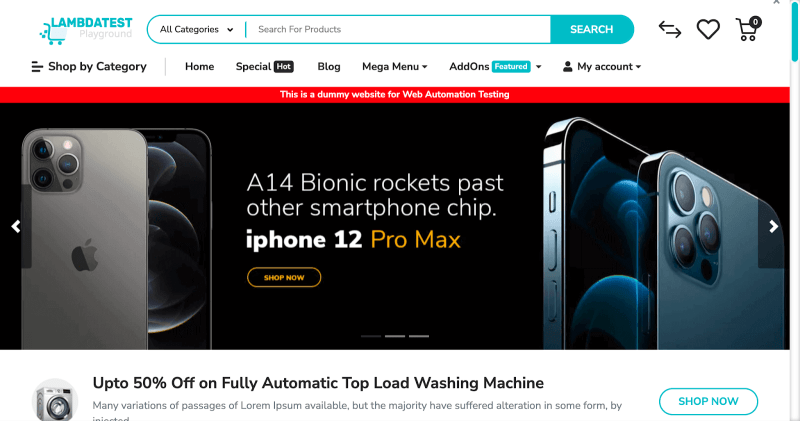 LAMBDATEST
Playground
All Categories
Search For Products
SEARCH
0
Shop by Category
Home
Special Hot
Blog
Mega Menu
AddOns Featured
My account
This is a dummy website for Web Automation Testing
A14 Bionic rockets past
other smartphone chip.
iphone 12 Pro Max
SHOP NOW
Upto 50% Off on Fully Automatic Top Load Washing Machine
Many variations of passages of Lorem Ipsum available, but the majority have suffered alteration in some form, by
injected
SHOP NOW